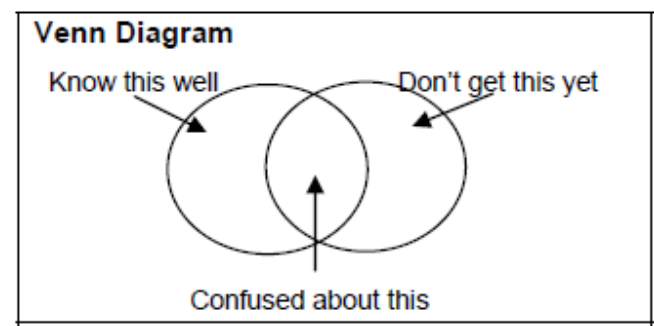 Venn Diagram
Know this well
Don't get this yet
Confused about this